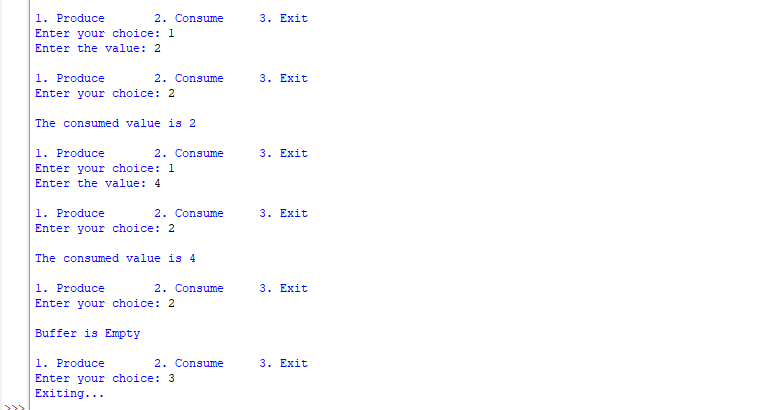 1. Produce       2. Consume     3. Exit
Enter your choice: 1
Enter the value: 2
1. Produce       2. Consume     3. Exit
Enter your choice: 2
The consumed value is 2
1. Produce       2. Consume     3. Exit
Enter your choice: 1
Enter the value: 4
1. Produce       2. Consume     3. Exit
Enter your choice: 2
The consumed value is 4
1. Produce       2. Consume     3. Exit
Enter your choice: 2
Buffer is Empty
1. Produce       2. Consume     3. Exit
Enter your choice: 3
Exiting...
>>>